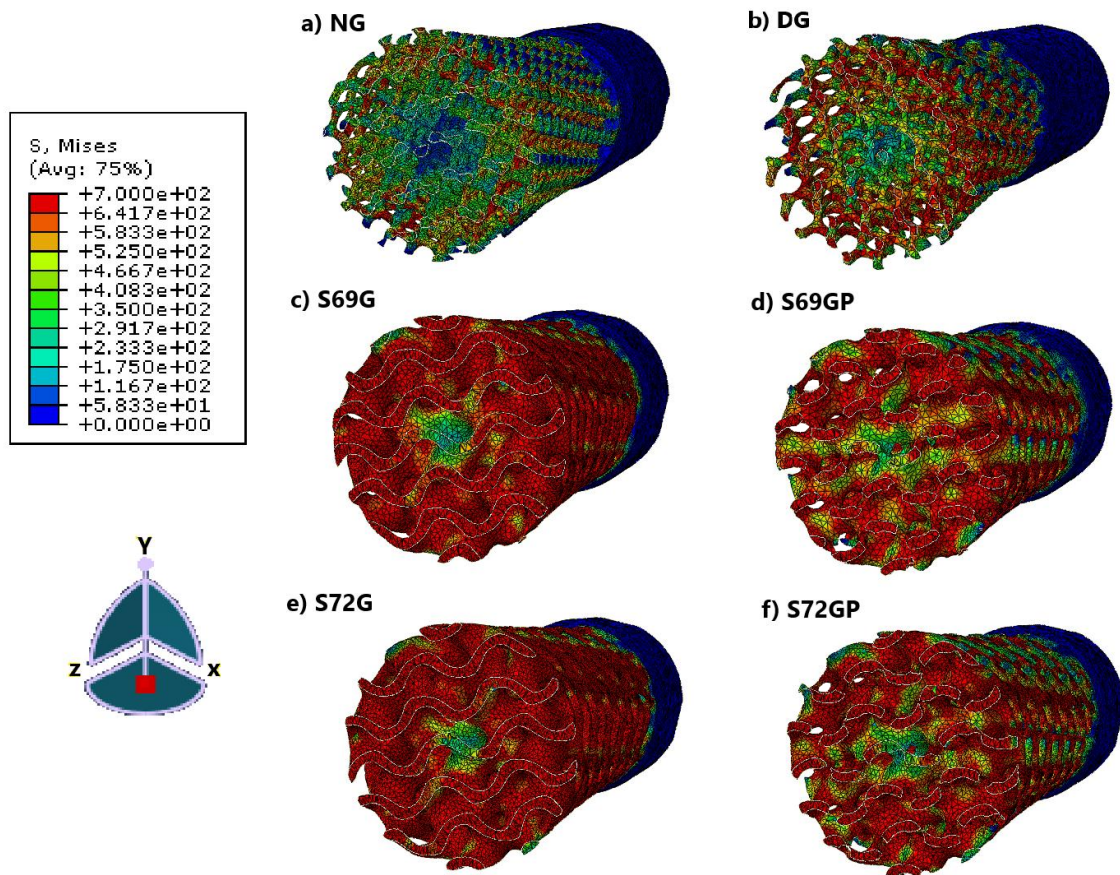 a) NG
b) DG
S, Mises
(Avg: 75%)
+7.000e+02
+6.417e+02
+5.833e+02
+5.250e+02
+4.667e+02
+4.083e+02
+3.500e+02
+2.917e+02
+2.333e+02
+1.750e+02
+1.167e+02
+5.833e+01
+0.000e+00
c) S69G
d) S69GP
e) S72G
f) S72GP
Y
Z
X